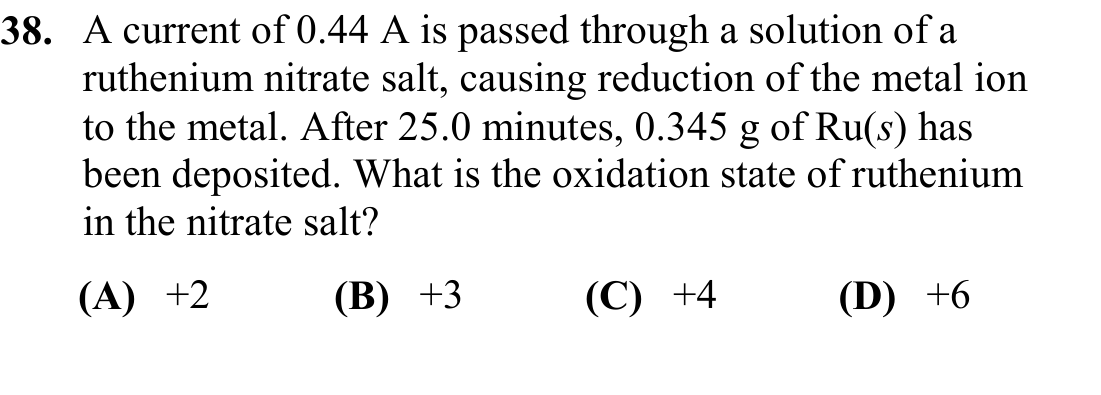 38. A current of 0.44 A is passed through a solution of a
ruthenium nitrate salt, causing reduction of the metal ion
to the metal. After 25.0 minutes, 0.345 g of Ru(s) has
been deposited. What is the oxidation state of ruthenium
in the nitrate salt?
(A) +2 (B) +3 (C) +4 (D) +6